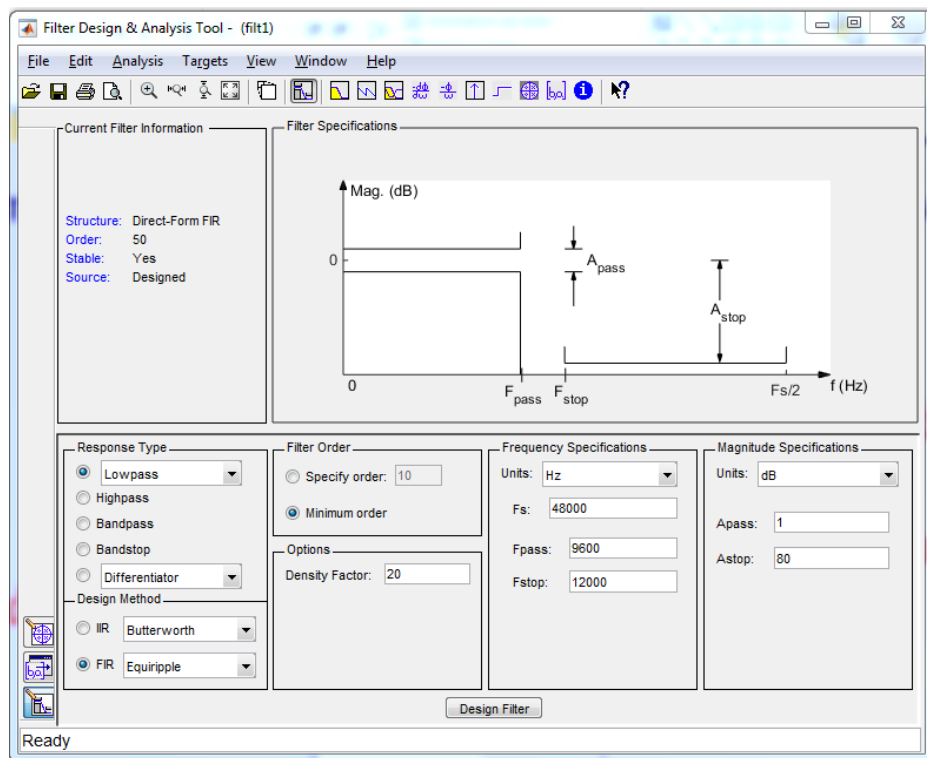 Filter Design & Analysis Tool - (filt1)
File Edit Analysis Targets View Window Help
Current Filter Information
Structure: Direct-Form FIR
Order: 50
Stable: Yes
Source: Designed
Filter Specifications
Mag. (dB)
0
Apass
Astop
0
Fpass
Fstop
Fs/2
f (Hz)
Response Type
Lowpass
Highpass
Bandpass
Bandstop
Differentiator
Design Method
IIR Butterworth
FIR Equiripple
Filter Order
Specify order: 10
Minimum order
Options
Density Factor: 20
Frequency Specifications
Units: Hz
Fs: 48000
Fpass: 9600
Fstop: 12000
Magnitude Specifications
Units: dB
Apass: 1
Astop: 80
Design Filter
Ready